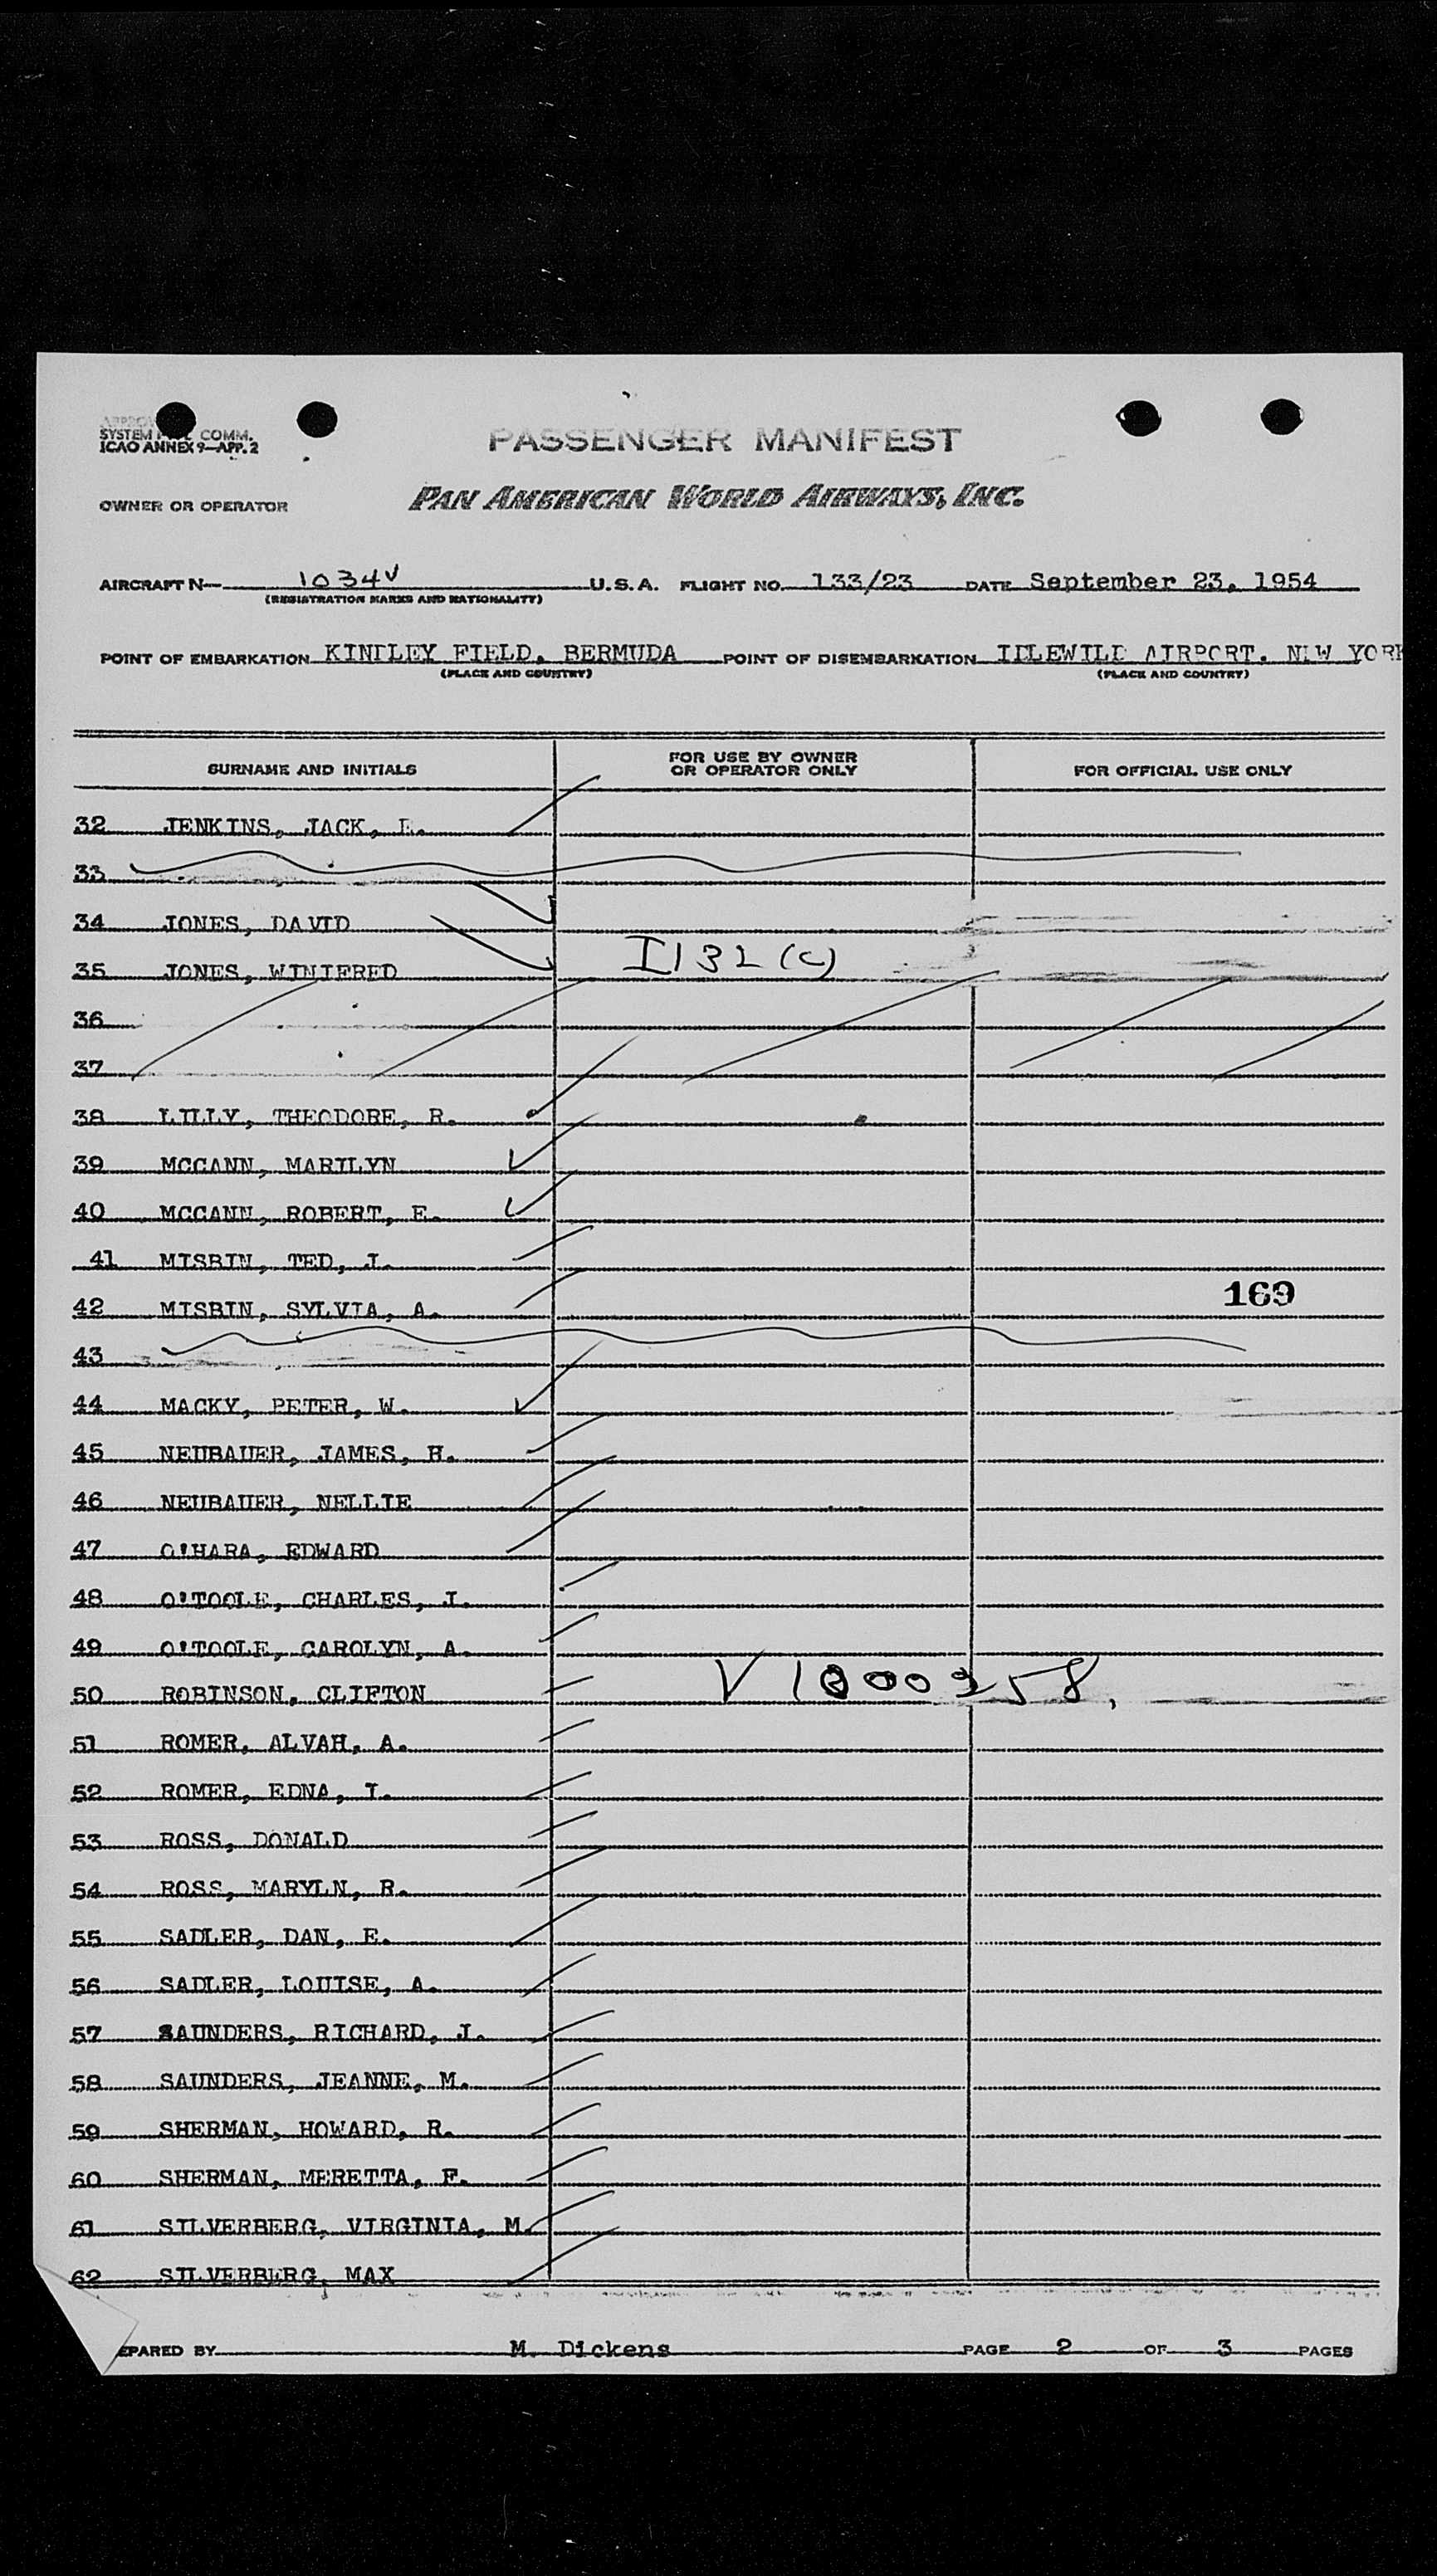 SYSTEM COMM.
ICAO ANNEX 9—APP. 2
PASSENGER MANIFEST
OWNER OR OPERATOR PAN AMERICAN WORLD AIRWAYS, INC.
AIRCRAFT N— 1034V U.S.A. FLIGHT NO. 133/23 DATE September 23, 1954
(REGISTRATION MARKS AND NATIONALITY)
POINT OF EMBARKATION KINDLEY FIELD, BERMUDA POINT OF DISEMBARKATION IDLEWILD AIRPORT, NEW YORK
(PLACE AND COUNTRY) (PLACE AND COUNTRY)
SURNAME AND INITIALS FOR USE BY OWNER OR OPERATOR ONLY FOR OFFICIAL USE ONLY
32 JENKINS, JACK,
33
34 JONES, DAVID
35 JONES, WINIFRED I132(c)
36
37
38 LILLY, THEODORE, R.
39 MCCANN, MARILYN
40 MCCANN, ROBERT, E.
41 MISBIN, TED, J.
42 MISBIN, SYLVIA, A. 169
43
44 MACKY, PETER, W.
45 NEUBAUER, JAMES, H.
46 NEUBAUER, NELLIE
47 O'HARA, EDWARD
48 O'TOOLE, CHARLES, J.
49 O'TOOLE, CAROLYN, A.
50 ROBINSON, CLIFTON V 1000958,
51 ROMER, ALVAH, A.
52 ROMER, EDNA, I.
53 ROSS, DONALD
54 ROSS, MARYLN, R.
55 SADLER, DAN, E.
56 SADLER, LOUISE, A.
57 SAUNDERS, RICHARD, J.
58 SAUNDERS, JEANNE, M.
59 SHERMAN, HOWARD, R.
60 SHERMAN, MERETTA, F.
61 SILVERBERG, VIRGINIA, M.
62 SILVERBERG, MAX
EPARED BY M. Dickens PAGE 2 OF 3 PAGES